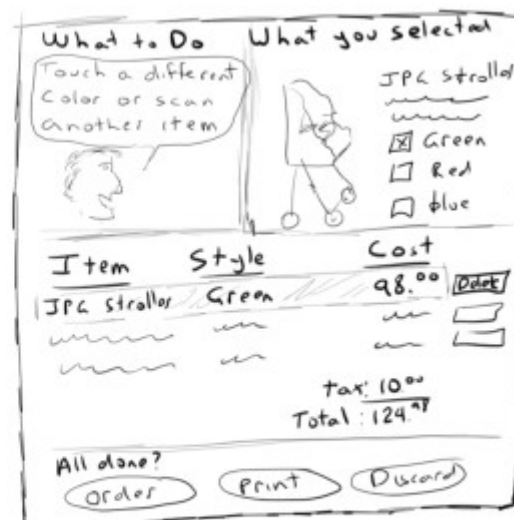 What to Do
Touch a different
Color or scan
another item
What you selected
JPG Stroller
Green
Red
blue
Item Style Cost
JPG Stroller Green 98.00 Delete
tax: 10.00
Total: 124.98
All done?
Order Print Discard